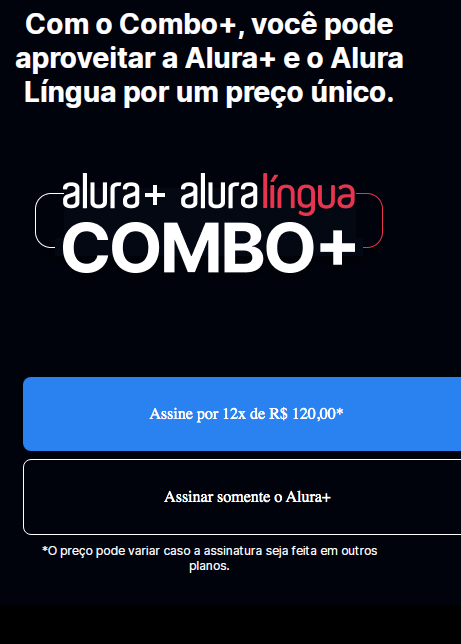 Com o Combo+, você pode
aproveitar a Alura+ e o Alura
Língua por um preço único.
alura+ aluralíngua
COMBO+
Assine por 12x de R$ 120,00*
Assinar somente o Alura+
*O preço pode variar caso a assinatura seja feita em outros
planos.